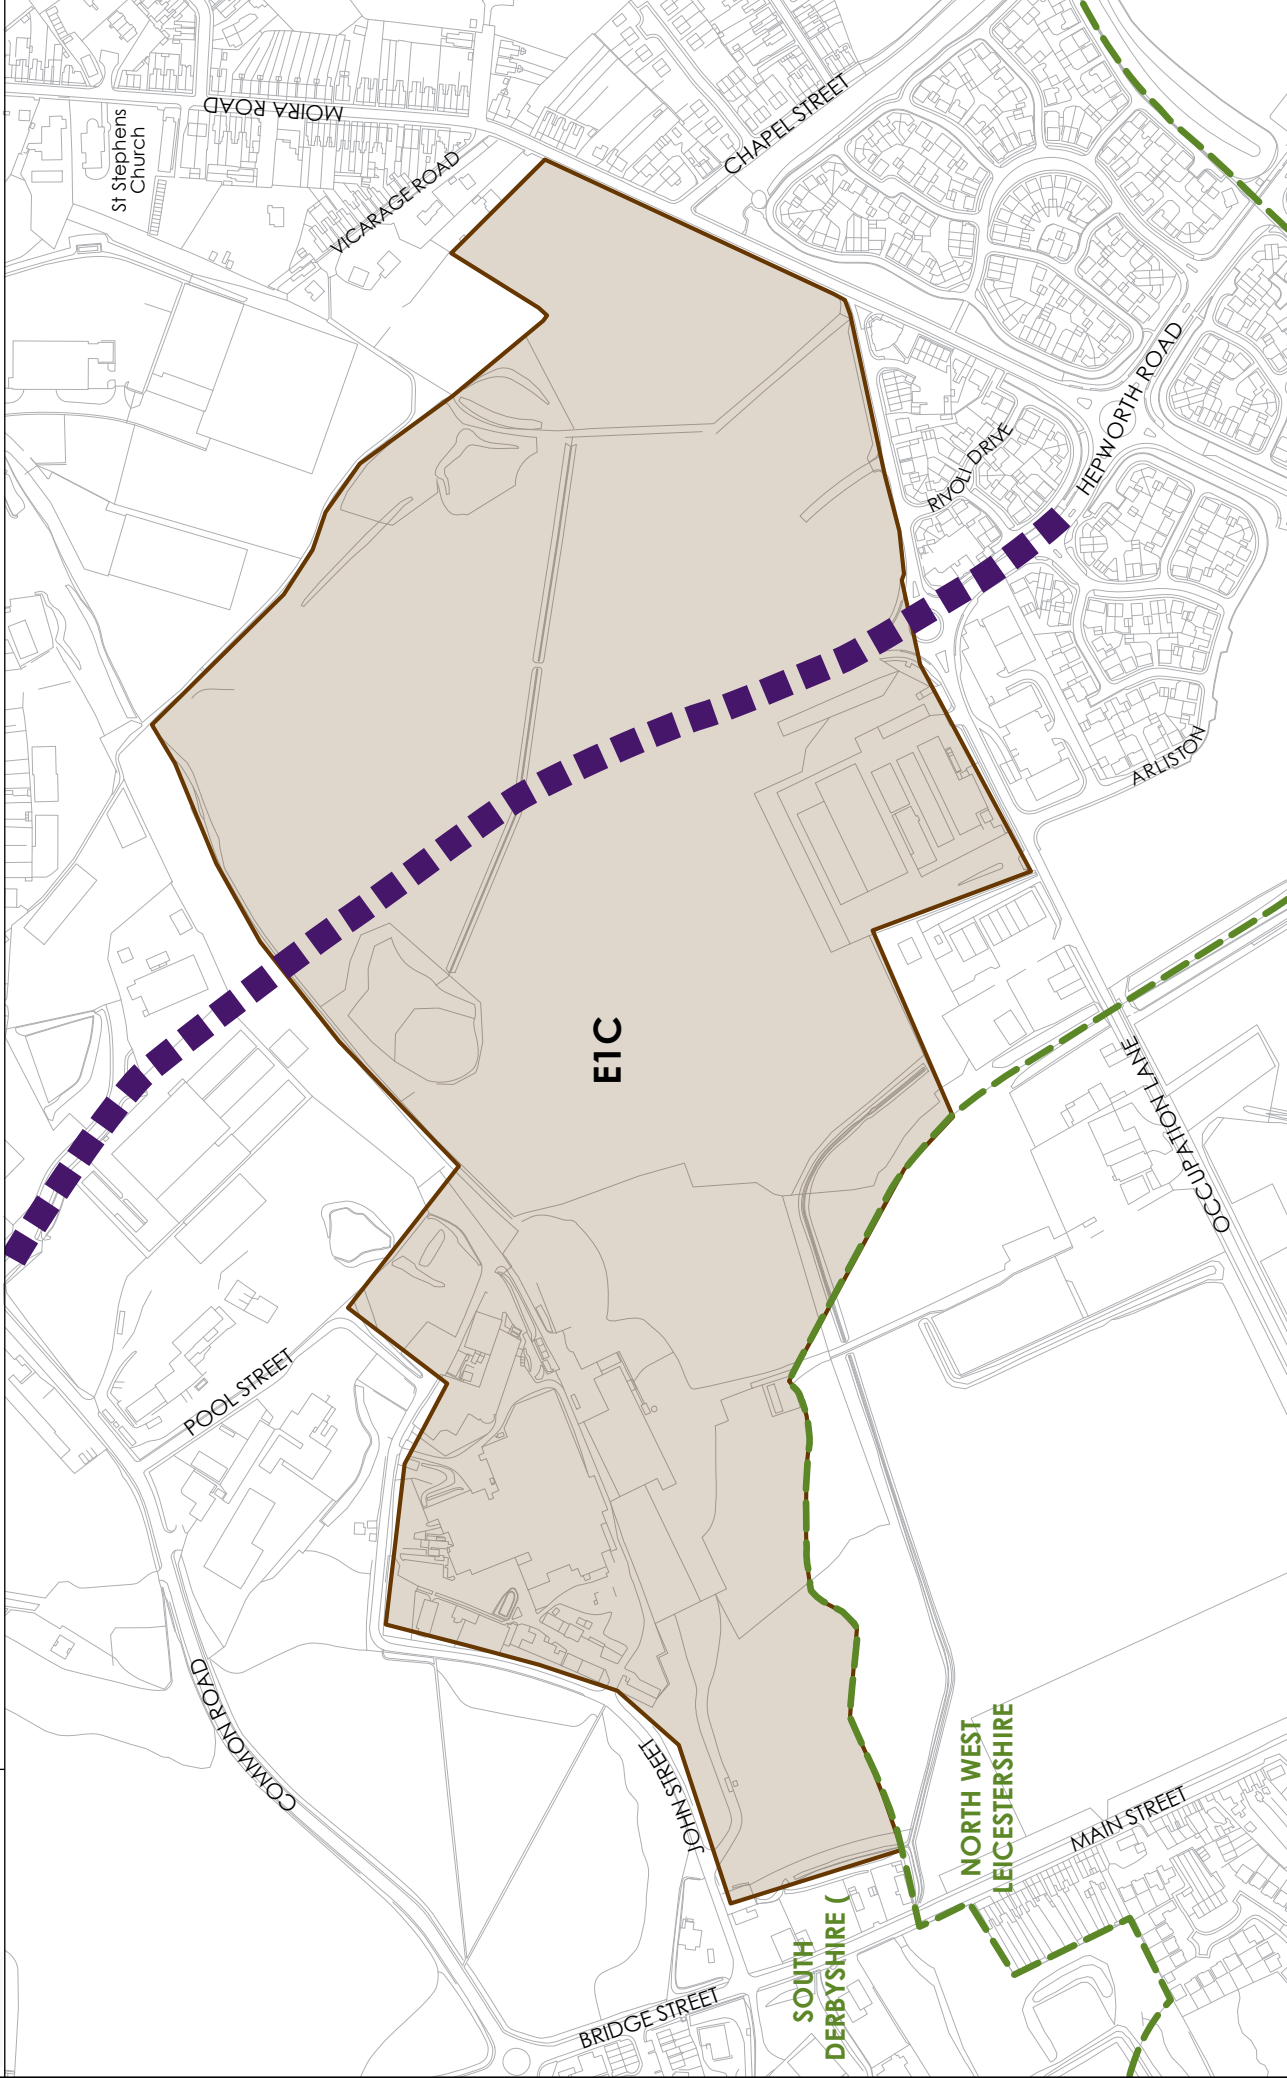 MOIRA ROAD
St Stephens
Church
VICARAGE ROAD
CHAPEL STREET
HEPWORTH ROAD
RIVOLI DRIVE
ARLISTON
E1C
OCCUPATION LANE
POOL STREET
COMMON ROAD
JOHN STREET
NORTH WEST
LEICESTERSHIRE
MAIN STREET
SOUTH
DERBYSHIRE (
BRIDGE STREET